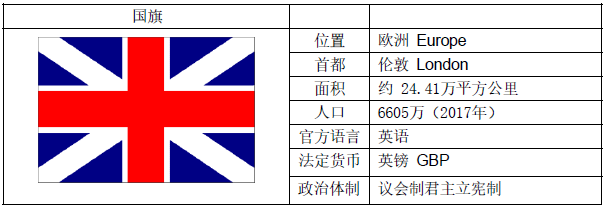 国旗
位置 欧洲 Europe
首都 伦敦 London
面积 约 24.41万平方公里
人口 6605万（2017年）
官方语言 英语
法定货币 英镑 GBP
政治体制 议会制君主立宪制